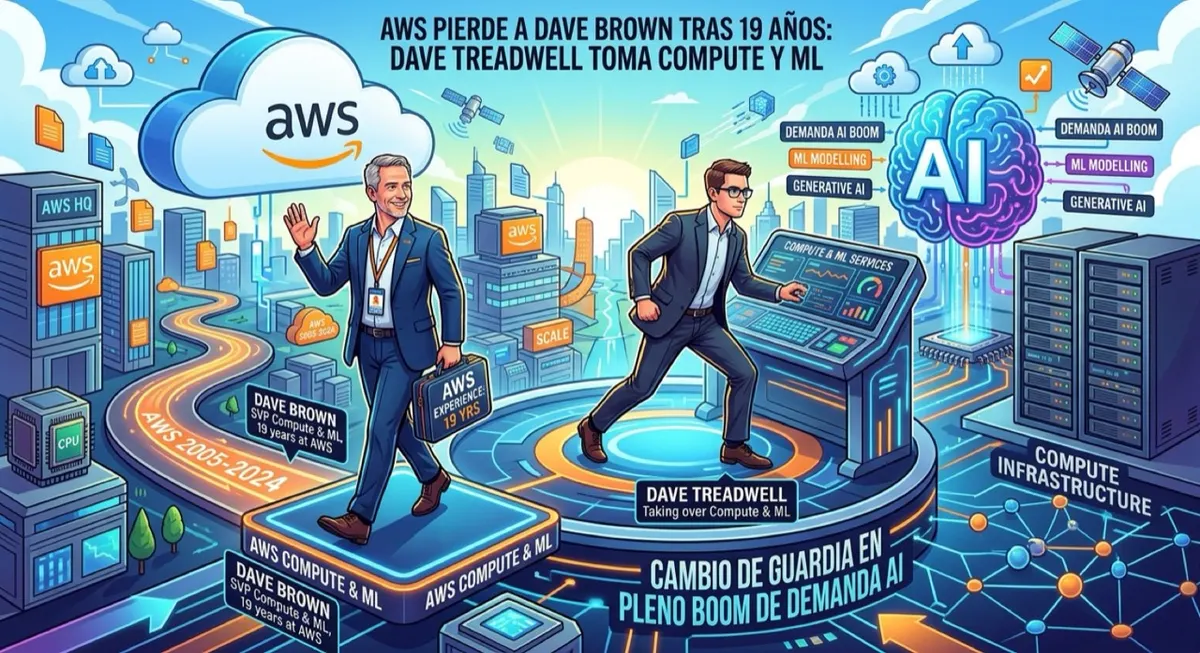 AWS PIERDE A DAVE BROWN TRAS 19 AÑOS:
DAVE TREADWELL TOMA COMPUTE Y ML
aws
AWS HQ
aws
aws
SCALE
AWS
CPU
DAVE BROWN
SVP Compute & ML,
19 years at AWS
AWS 2005-2024
AWS
EXPERIENCE:
19 YRS
AWS COMPUTE & ML
AWS COMPUTE & ML
DAVE BROWN
SVP Compute & ML,
19 years at AWS
DEMANDA AI BOOM
ML MODELLING
GENERATIVE AI
AI
DEMANDA AI BOOM
ML MODELLING
GENERATIVE AI
COMPUTE & ML SERVICES
DAVE TREADWELL
Taking over Compute & ML
COMPUTE
INFRASTRUCTURE
CAMBIO DE GUARDIA EN
PLENO BOOM DE DEMANDA AI